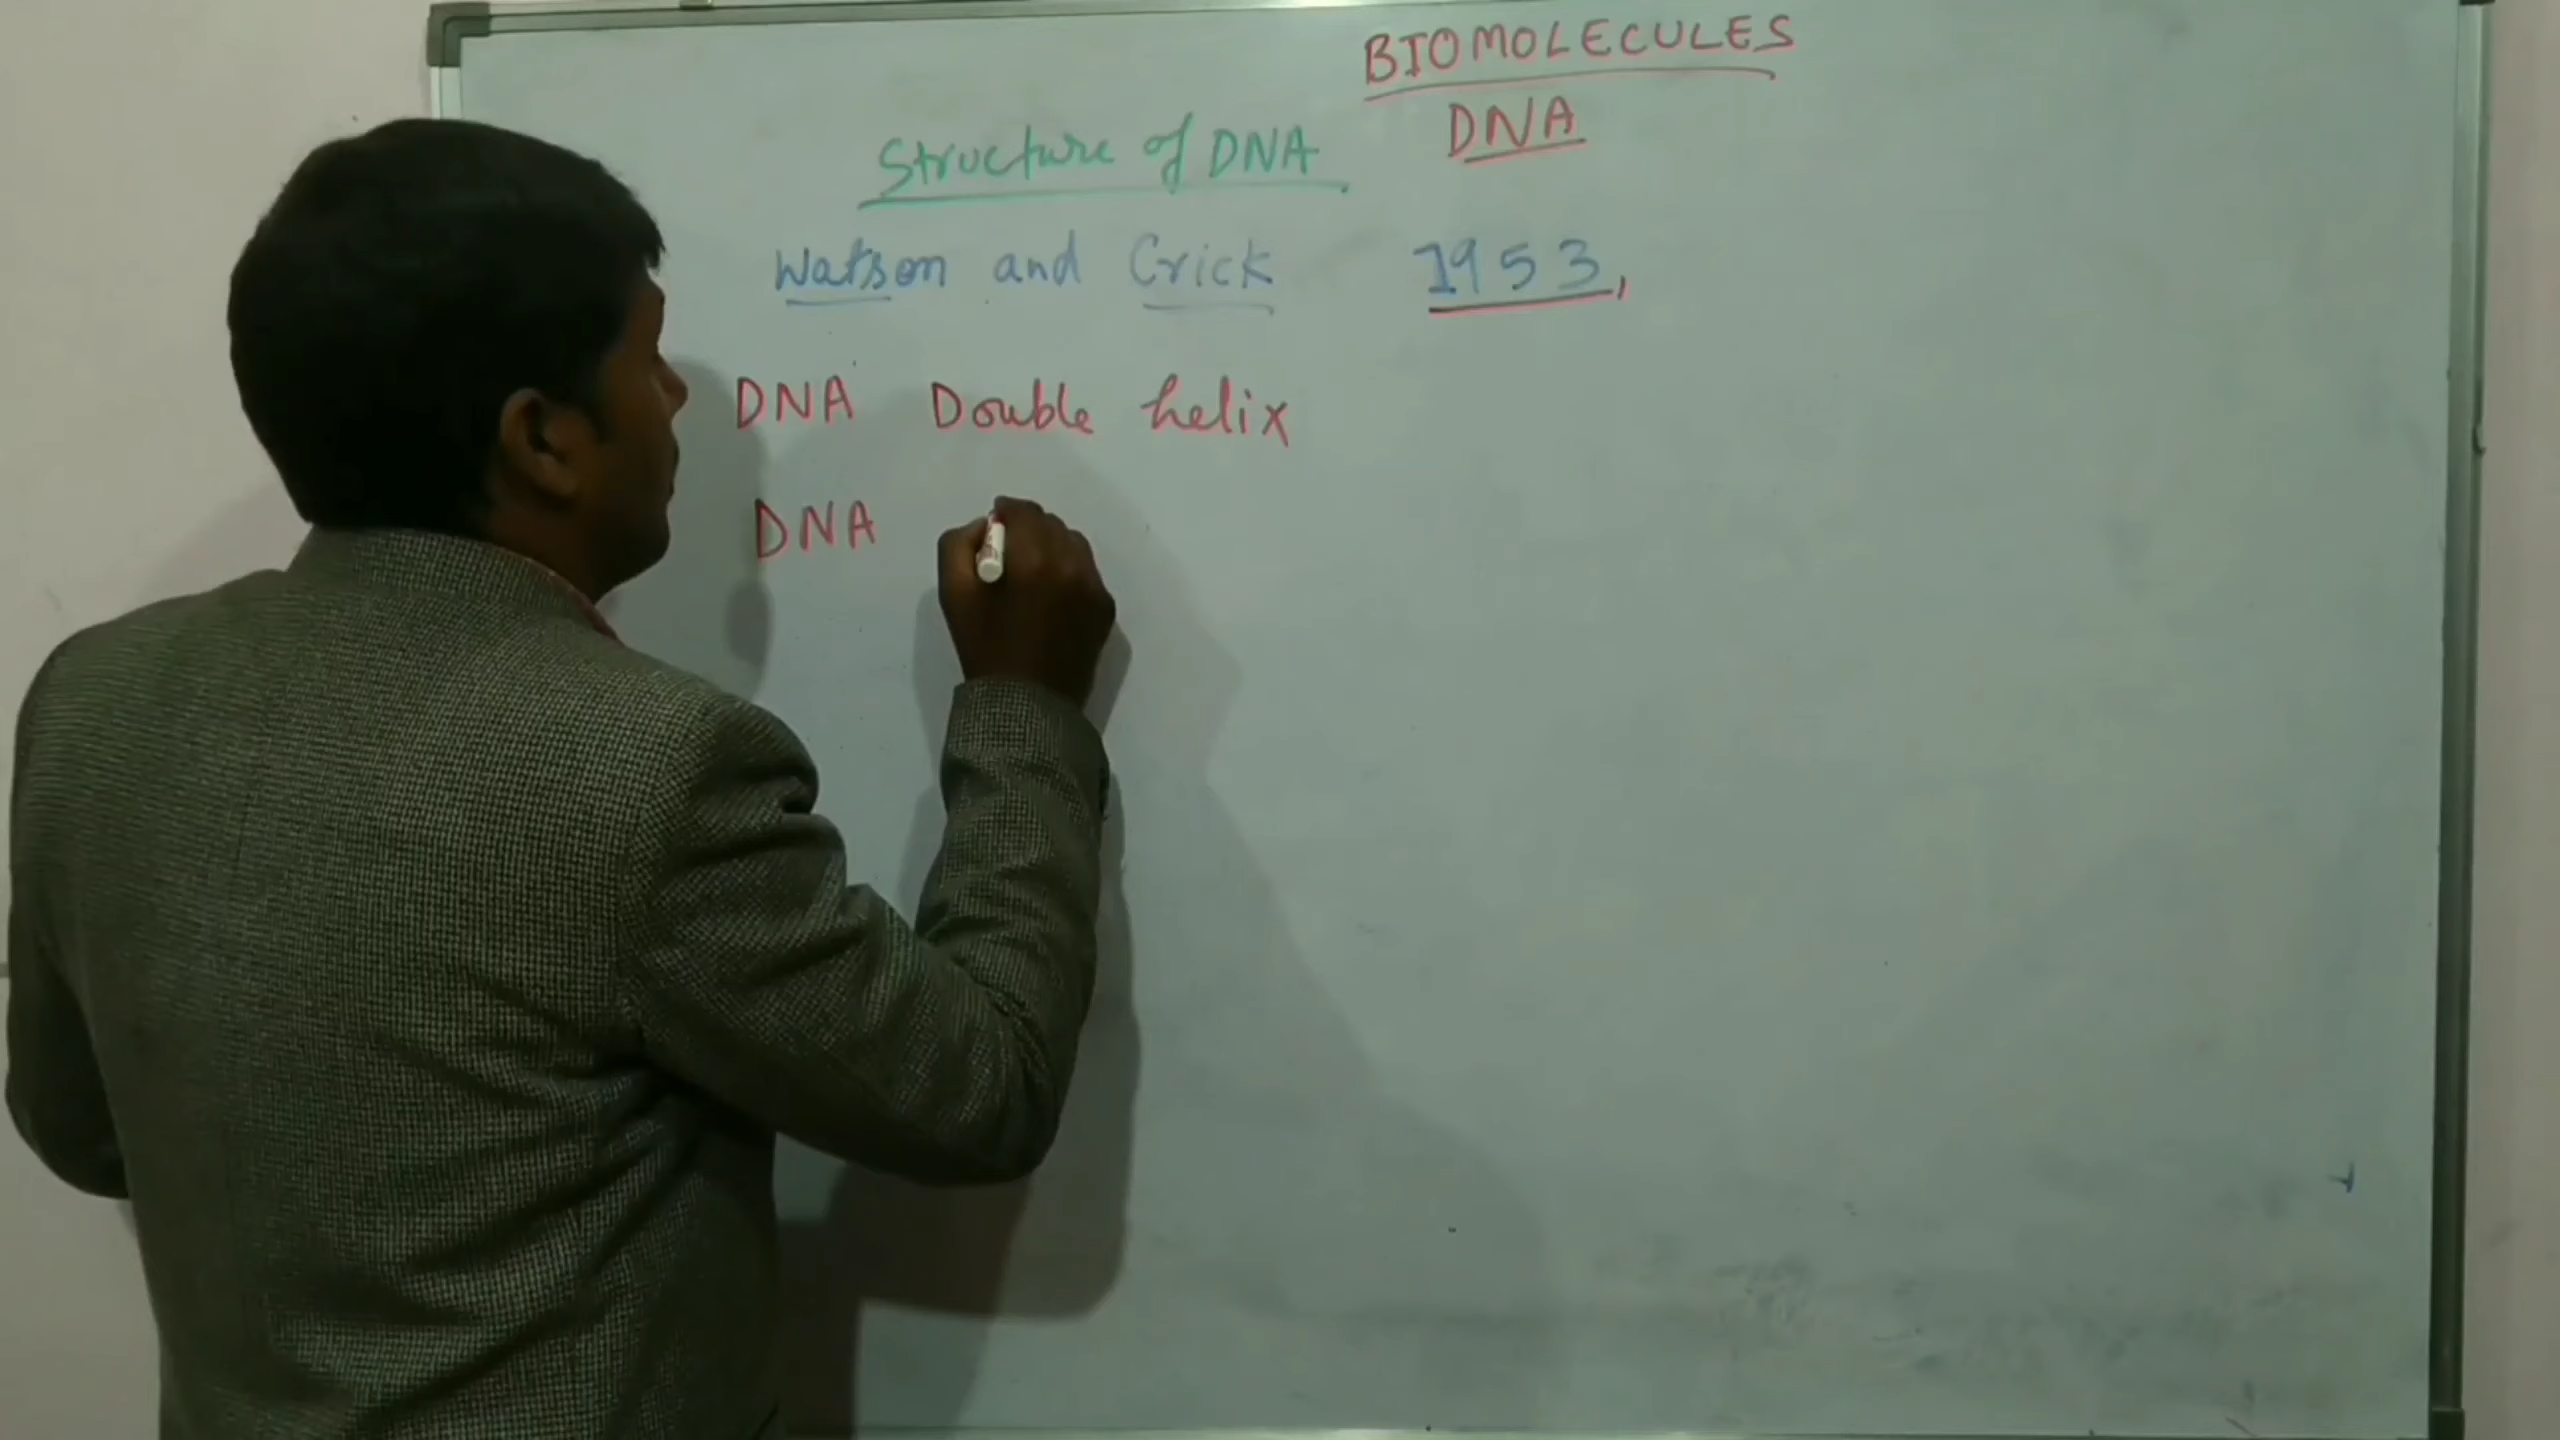 BIOMOLECULES
DNA
Structure of DNA
Watson and Crick 1953,
DNA Double helix
DNA